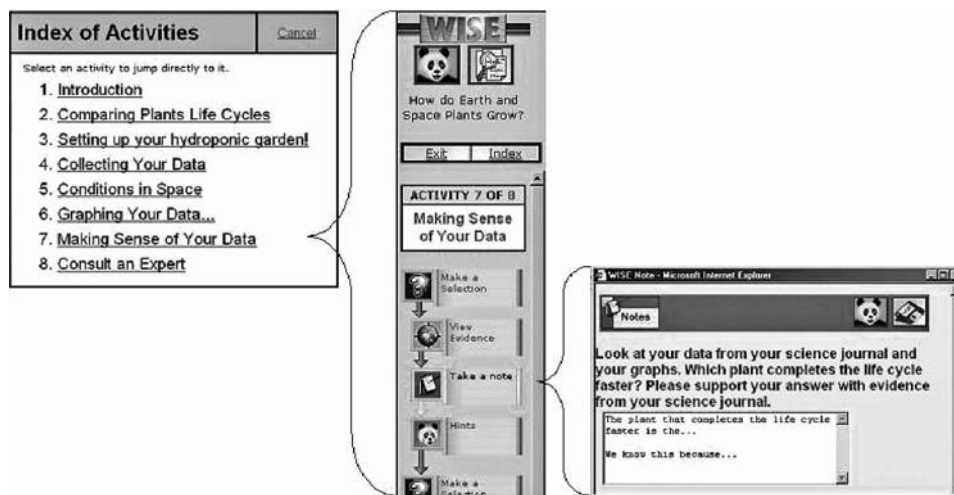 Index of Activities
Cancel
Select an activity to jump directly to it.
1. Introduction
2. Comparing Plants Life Cycles
3. Setting up your hydroponic garden!
4. Collecting Your Data
5. Conditions in Space
6. Graphing Your Data...
7. Making Sense of Your Data
8. Consult an Expert
WISE
How do Earth and
Space Plants Grow?
Exit
Index
ACTIVITY 7 OF 8
Making Sense
of Your Data
Make a
Selection
View
Evidence
Take a note
Hints
Make a
Selection
WISE Note - Microsoft Internet Explorer
Notes
Look at your data from your science journal and
your graphs. Which plant completes the life cycle
faster? Please support your answer with evidence
from your science journal.
The plant that completes the life cycle
faster is the...
We know this because...